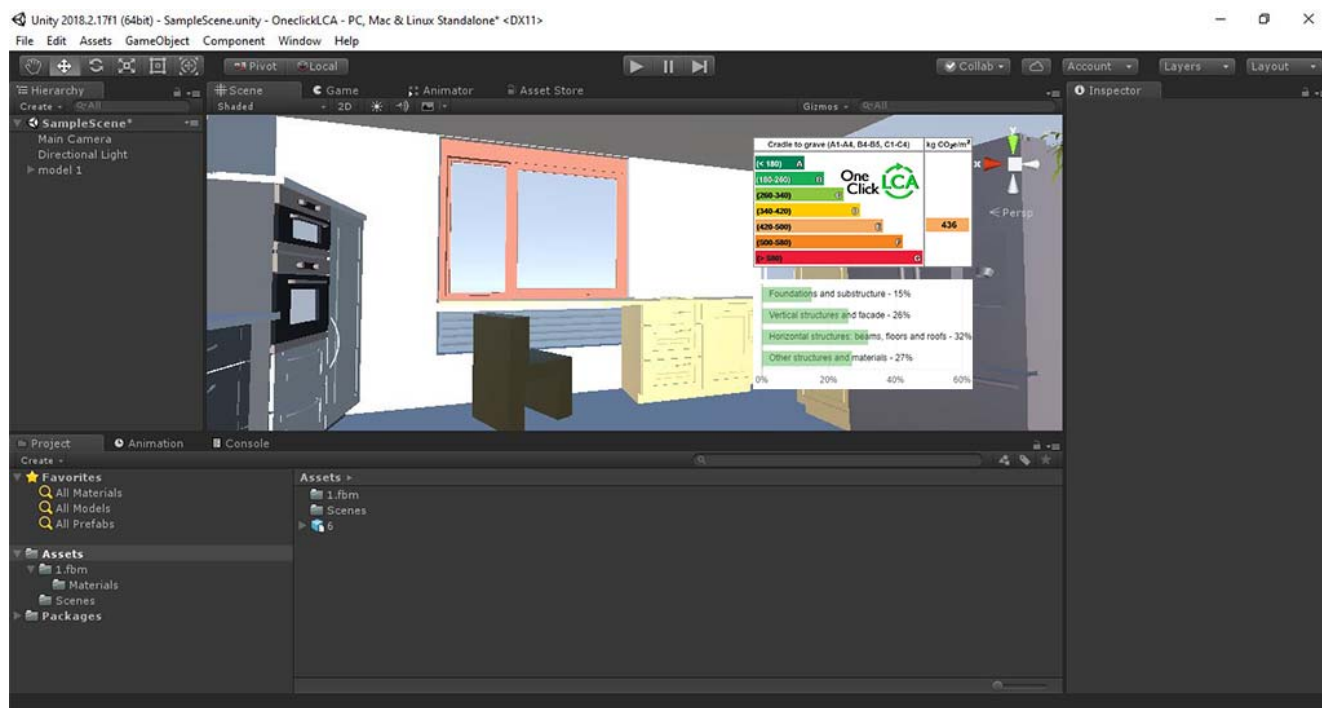 Unity 2018.2.17f1 (64bit) - SampleScene.unity - OneclickLCA - PC, Mac & Linux Standalone* <DX11>
File Edit Assets GameObject Component Window Help
Pivot Local Collab Account Layers Layout
Hierarchy Scene Game Animator Asset Store Inspector
Create All Shaded 2D Gizmos All
SampleScene*
Main Camera
Directional Light
model 1
Cradle to grave (A1-A4, B4-B5, C1-C4) kg CO₂e/m²
(< 180) A
(180-260) B
(260-340)
(340-420) D
(420-500) E 436
(500-580) F
(> 580) G
One
Click LCA
y
x
Persp
Foundations and substructure - 15%
Vertical structures and facade - 26%
Horizontal structures: beams, floors and roofs - 32%
Other structures and materials - 27%
0% 20% 40% 60%
Project Animation Console
Create
Favorites
All Materials
All Models
All Prefabs
Assets
1.fbm
Materials
Scenes
Packages
Assets
1.fbm
Scenes
6